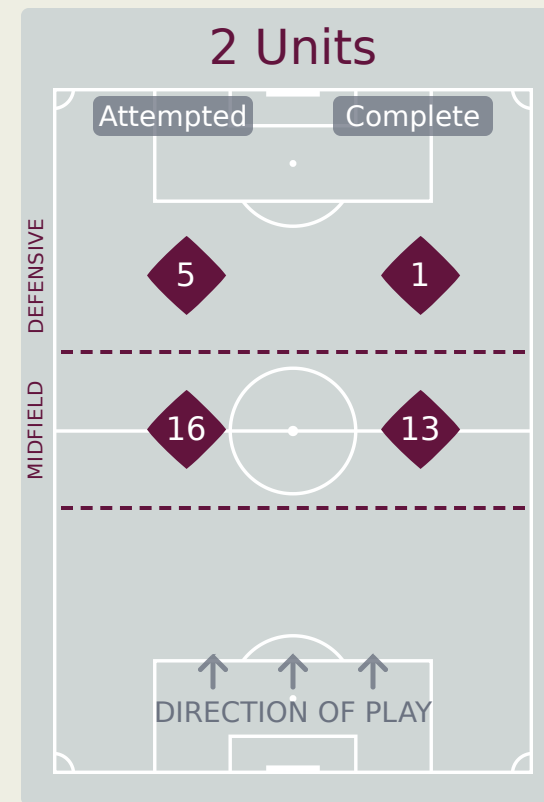 2 Units
Attempted Complete
DEFENSIVE
5 1
MIDFIELD
16 13
DIRECTION OF PLAY